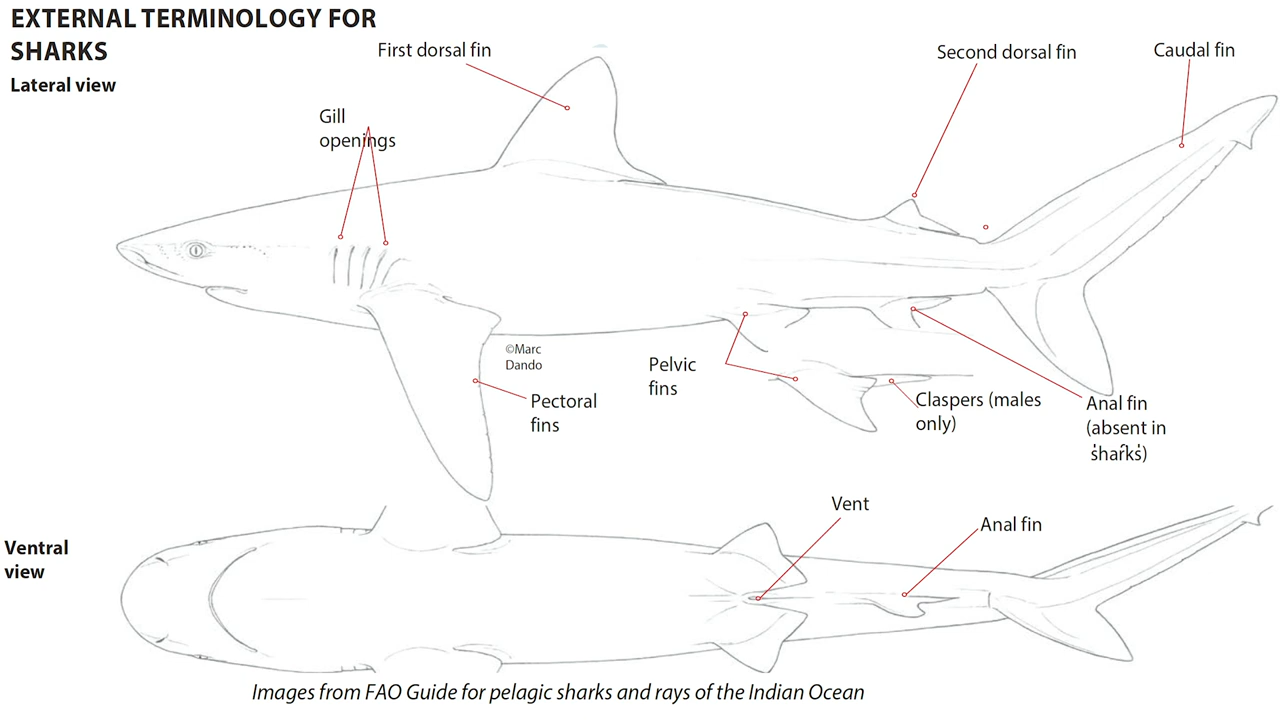 EXTERNAL TERMINOLOGY FOR
SHARKS
Lateral view
First dorsal fin
Second dorsal fin
Caudal fin
Gill
openings
©Marc
Dando
Pectoral
fins
Pelvic
fins
Claspers (males
only)
Anal fin
(absent in
sharks)
Ventral
view
Vent
Anal fin
Images from FAO Guide for pelagic sharks and rays of the Indian Ocean